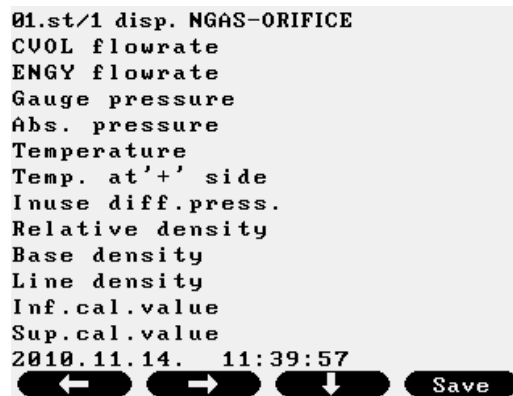 01.st/1 disp. NGAS-ORIFICE
CVOL flowrate
ENGY flowrate
Gauge pressure
Abs. pressure
Temperature
Temp. at'+' side
Inuse diff.press.
Relative density
Base density
Line density
Inf.cal.value
Sup.cal.value
2010.11.14. 11:39:57
← → ↓ Save